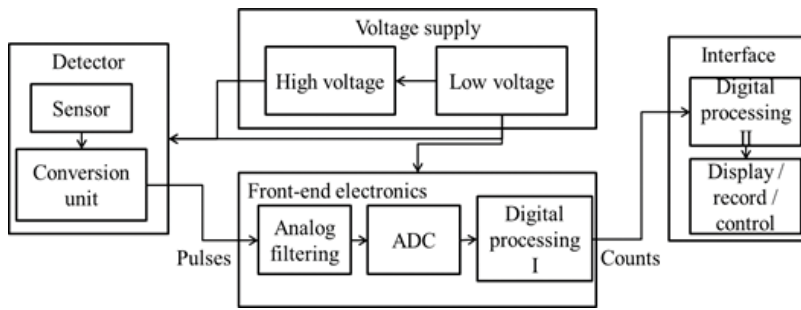 Voltage supply
High voltage
Low voltage
Detector
Sensor
Conversion
unit
Pulses
Front-end electronics
Analog
filtering
ADC
Digital
processing
I
Counts
Interface
Digital
processing
II
Display /
record /
control